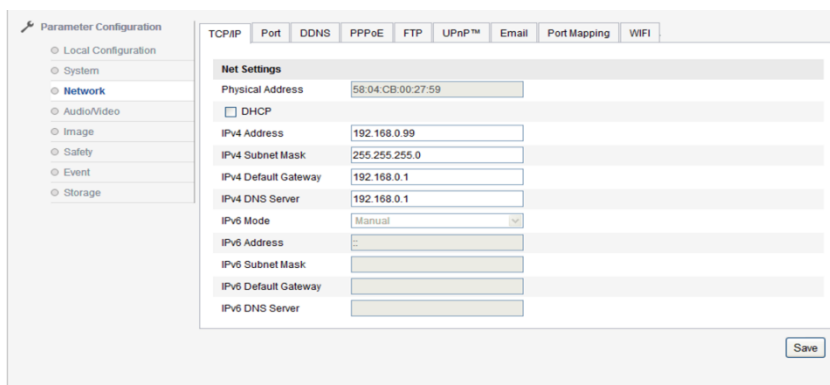 Parameter Configuration
Local Configuration
System
Network
Audio/Video
Image
Safety
Event
Storage
TCP/IP Port DDNS PPPoE FTP UPnP™ Email Port Mapping WIFI
Net Settings
Physical Address 58:04:CB:00:27:59
DHCP
IPv4 Address 192.168.0.99
IPv4 Subnet Mask 255.255.255.0
IPv4 Default Gateway 192.168.0.1
IPv4 DNS Server 192.168.0.1
IPv6 Mode Manual
IPv6 Address ::
IPv6 Subnet Mask
IPv6 Default Gateway
IPv6 DNS Server
Save